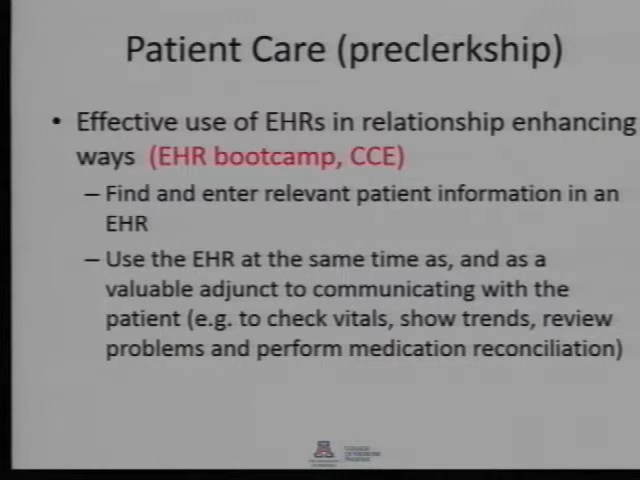 Patient Care (preclerkship)
• Effective use of EHRs in relationship enhancing
ways (EHR bootcamp, CCE)
– Find and enter relevant patient information in an
EHR
– Use the EHR at the same time as, and as a
valuable adjunct to communicating with the
patient (e.g. to check vitals, show trends, review
problems and perform medication reconciliation)